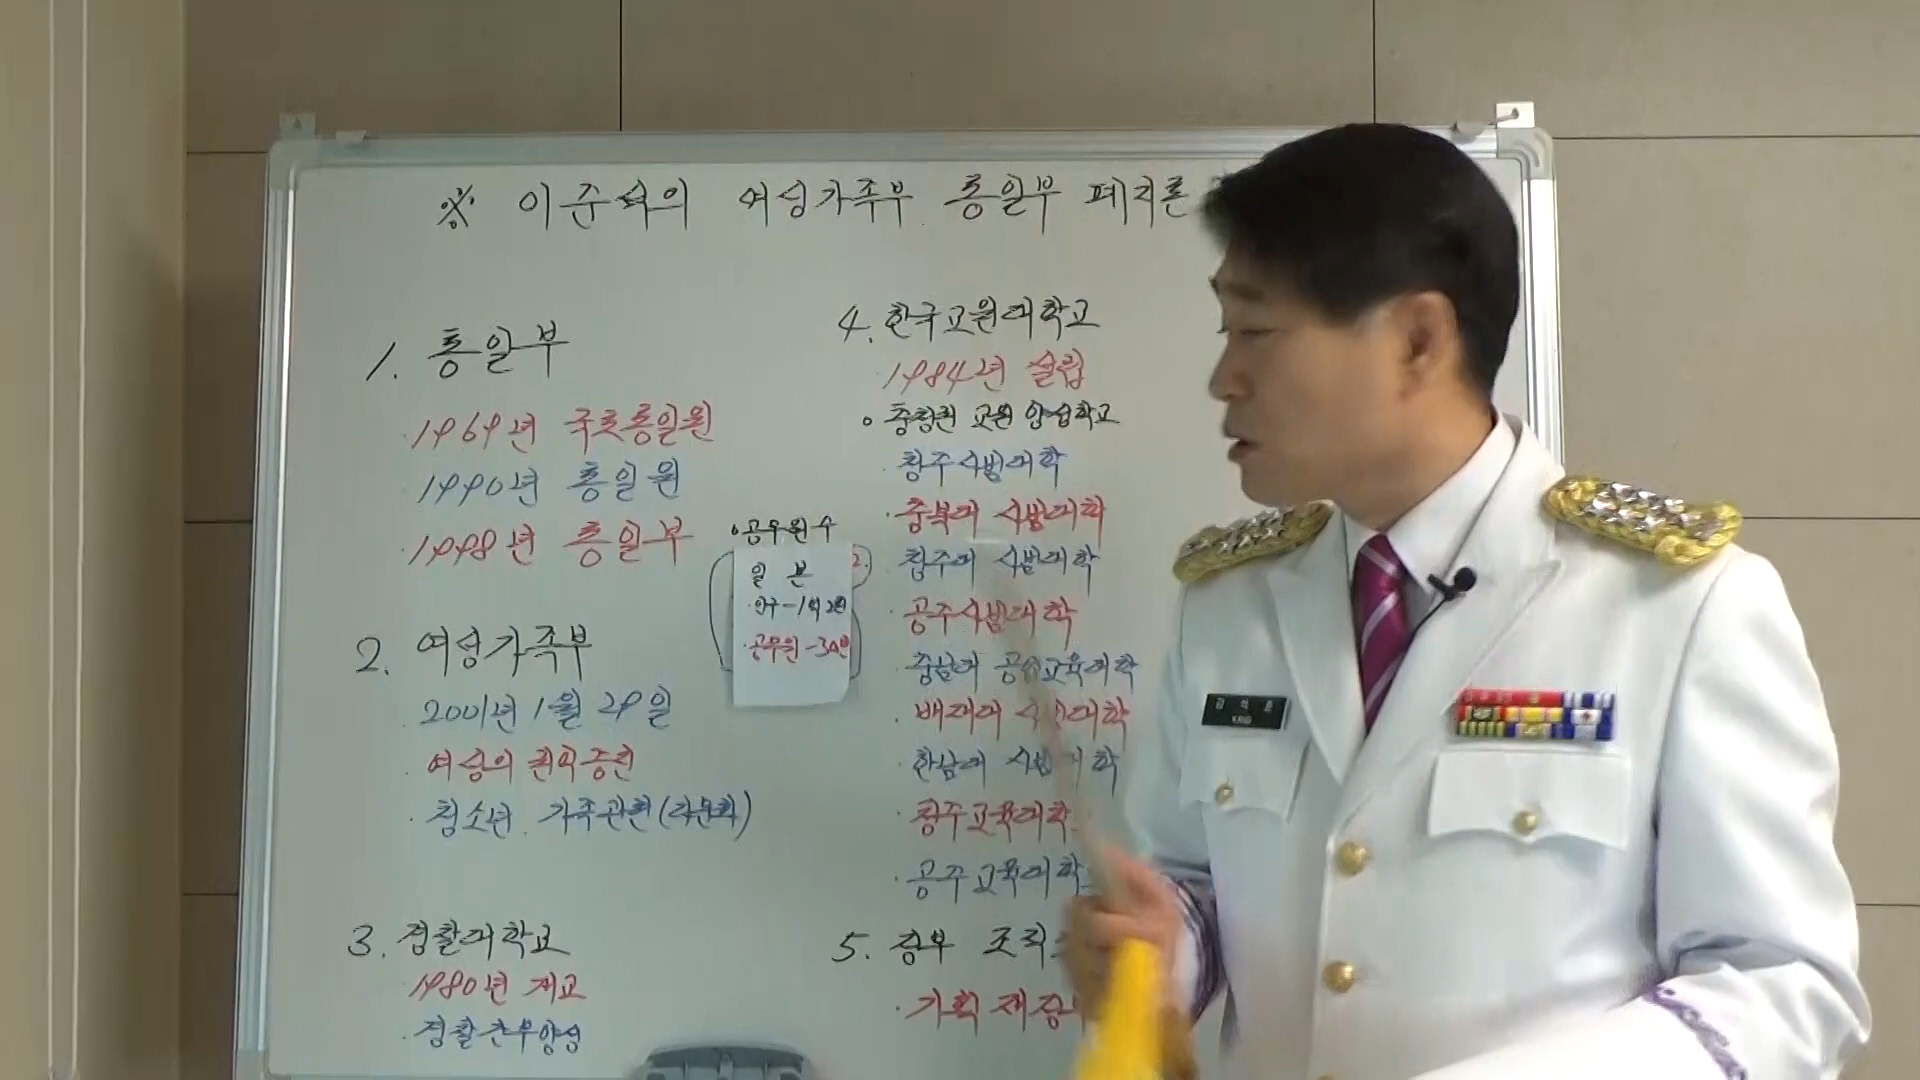 ※ 이준석의 여성가족부 통일부 폐지론
1. 통일부
· 1969년 국토통일원
· 1990년 통일원
· 1998년 통일부
2. 여성가족부
· 2001년 1월 29일
· 여성의 권익증진
· 청소년. 가족관련(다문화)
3. 경찰대학교
· 1980년 개교
· 경찰간부양성
○공무원수
일 본
· 인구-1억2천
· 공무원-30만
2.
4. 한국교원대학교
1984년 설립
○ 충청권 교원 양성학교
· 청주사범대학
· 충북대 사범대학
· 청주대 사범대학
· 공주사범대학
· 충남대 공업교육대학
· 배재대 사범대학
· 한남대 사범대학
· 청주교육대학
· 공주교육대학
5. 정부 조직
· 기획재정